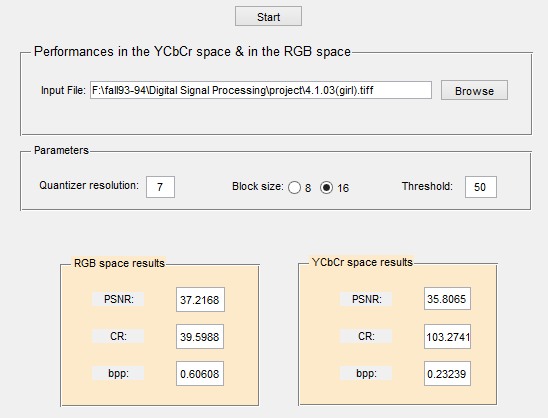 Start
Performances in the YCbCr space & in the RGB space
Input File: F:\fall93-94\Digital Signal Processing\project\4.1.03(girl).tiff Browse
Parameters
Quantizer resolution: 7 Block size: 8 16 Threshold: 50
RGB space results
PSNR: 37.2168
CR: 39.5988
bpp: 0.60608
YCbCr space results
PSNR: 35.8065
CR: 103.2741
bpp: 0.23239